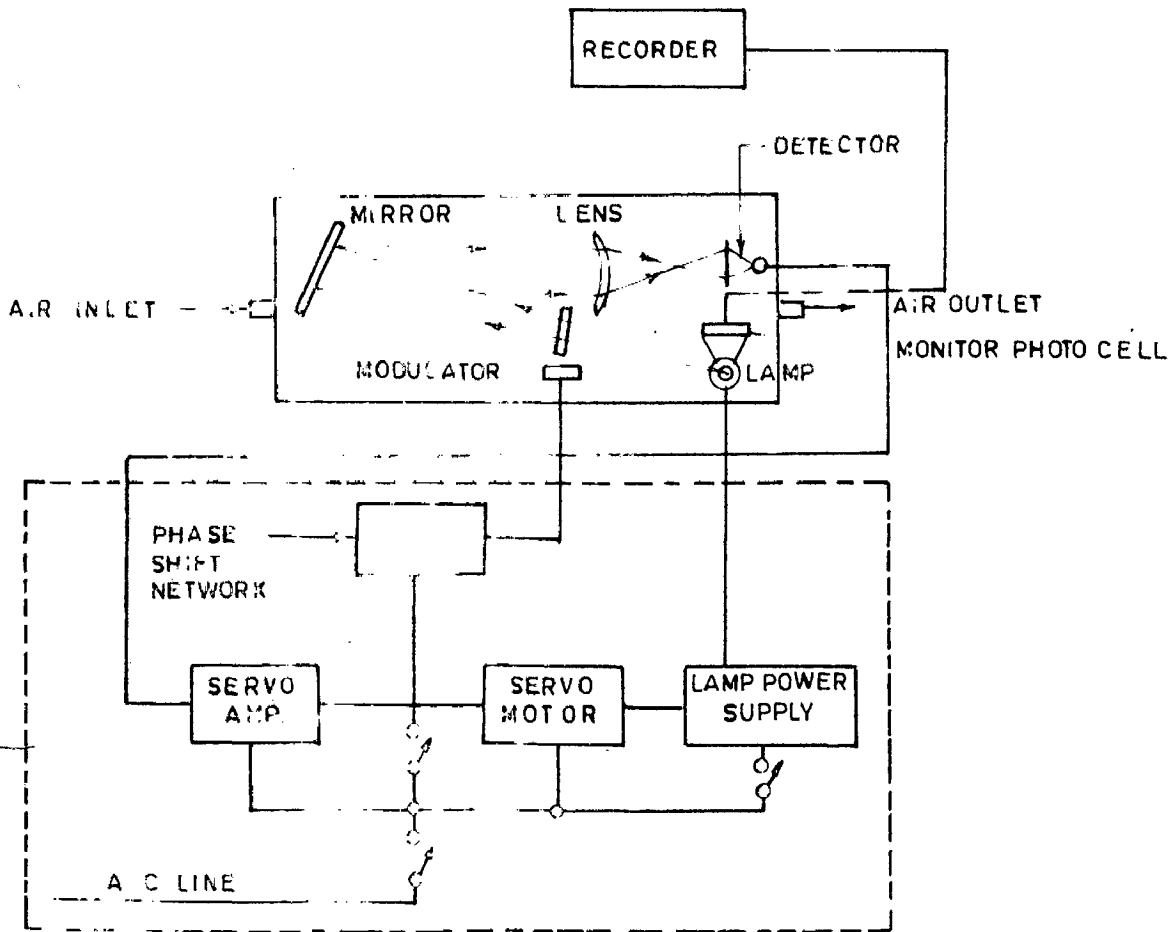 RECORDER
DETECTOR
MIRROR
LENS
AIR INLET
AIR OUTLET
MONITOR PHOTO CELL
MODULATOR
LAMP
PHASE
SHIFT
NETWORK
SERVO
AMP.
SERVO
MOTOR
LAMP POWER
SUPPLY
A C LINE